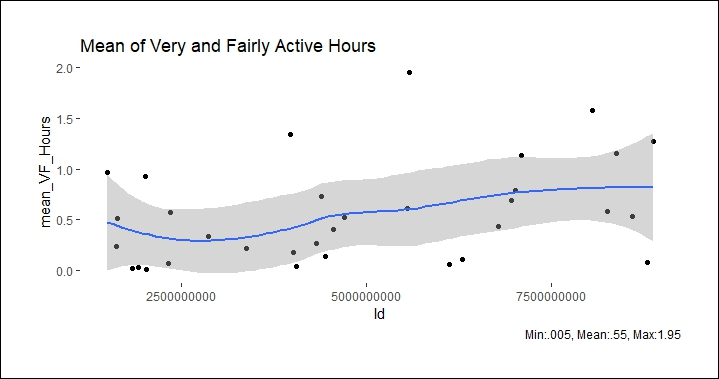 Mean of Very and Fairly Active Hours
2.0
1.5
1.0
0.5
0.0
mean_VF_Hours
2500000000 5000000000 7500000000
Id
Min:.005, Mean:.55, Max:1.95